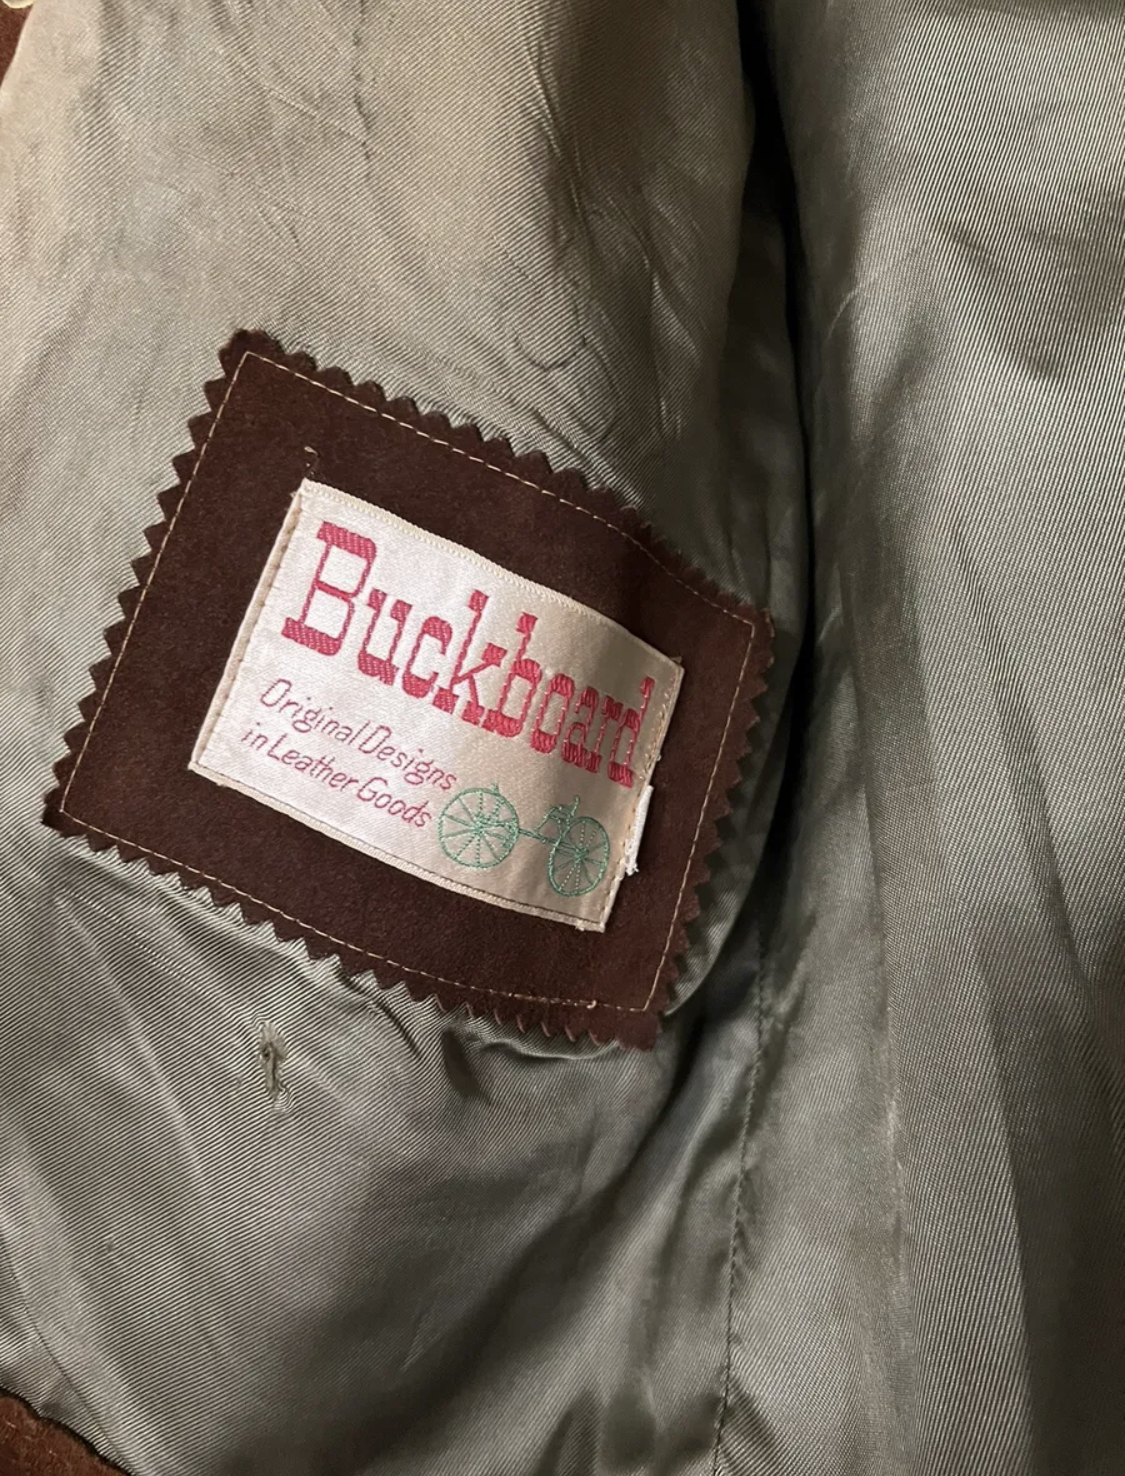 Buckboard
Original Designs
in Leather Goods